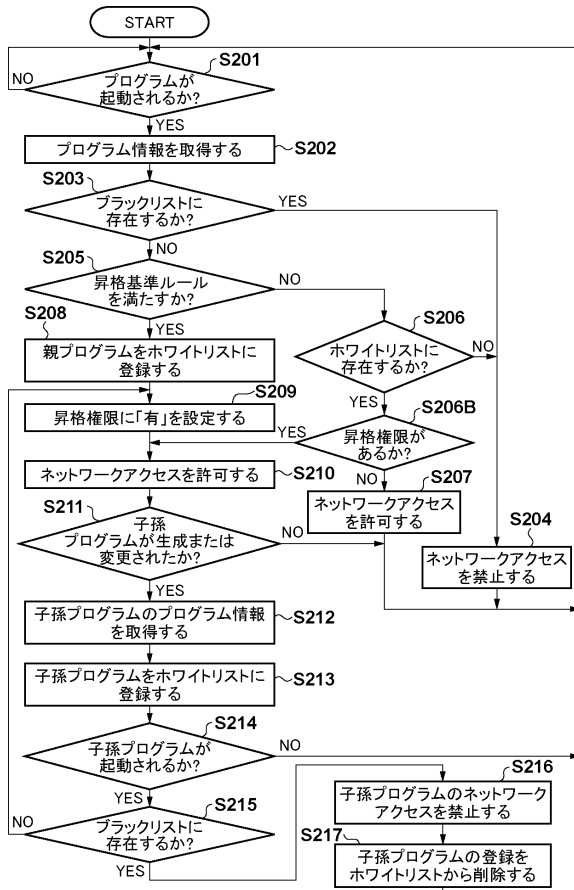 START
NO
S201
プログラムが
起動されるか?
YES
プログラム情報を取得する
S202
S203
ブラックリストに
存在するか?
YES
NO
S205
昇格基準ルール
を満たすか?
NO
YES
S206
ホワイトリストに
存在するか?
NO
YES
S208
親プログラムをホワイトリストに
登録する
S209
昇格権限に「有」を設定する
S206B
昇格権限が
あるか?
YES
NO
ネットワークアクセスを許可する
S210
S207
ネットワークアクセス
を許可する
S211
子孫
プログラムが生成または
変更されたか?
NO
YES
S204
ネットワークアクセス
を禁止する
子孫プログラムのプログラム情報
を取得する
S212
子孫プログラムをホワイトリストに
登録する
S213
S214
子孫プログラムが
起動されるか?
NO
YES
S215
ブラックリストに
存在するか?
NO
YES
S216
子孫プログラムのネットワーク
アクセスを禁止する
S217
子孫プログラムの登録を
ホワイトリストから削除する